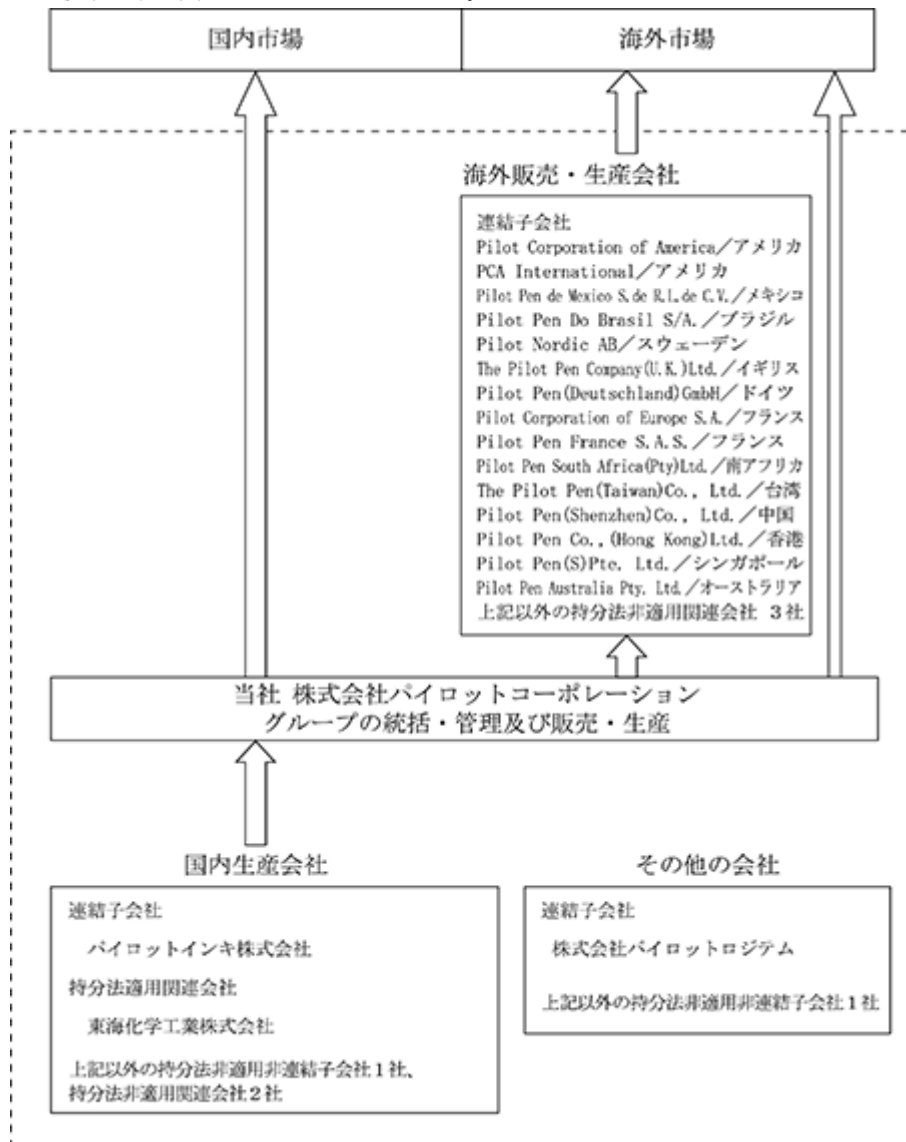 国内市場
海外市場
海外販売・生産会社
連結子会社
Pilot Corporation of America／アメリカ
PCA International／アメリカ
Pilot Pen de Mexico S.de R.L.de C.V.／メキシコ
Pilot Pen Do Brasil S/A.／ブラジル
Pilot Nordic AB／スウェーデン
The Pilot Pen Company(U.K.)Ltd.／イギリス
Pilot Pen(Deutschland)GmbH／ドイツ
Pilot Corporation of Europe S.A.／フランス
Pilot Pen France S.A.S.／フランス
Pilot Pen South Africa(Pty)Ltd.／南アフリカ
The Pilot Pen(Taiwan)Co., Ltd.／台湾
Pilot Pen(Shenzhen)Co., Ltd.／中国
Pilot Pen Co.,(Hong Kong)Ltd.／香港
Pilot Pen(S)Pte. Ltd.／シンガポール
Pilot Pen Australia Pty. Ltd.／オーストラリア
上記以外の持分法非適用関連会社 3社
当社 株式会社パイロットコーポレーション
グループの統括・管理及び販売・生産
国内生産会社
連結子会社
パイロットインキ株式会社
持分法適用関連会社
東海化学工業株式会社
上記以外の持分法非適用非連結子会社1社、
持分法非適用関連会社2社
その他の会社
連結子会社
株式会社パイロットロジテム
上記以外の持分法非適用非連結子会社1社